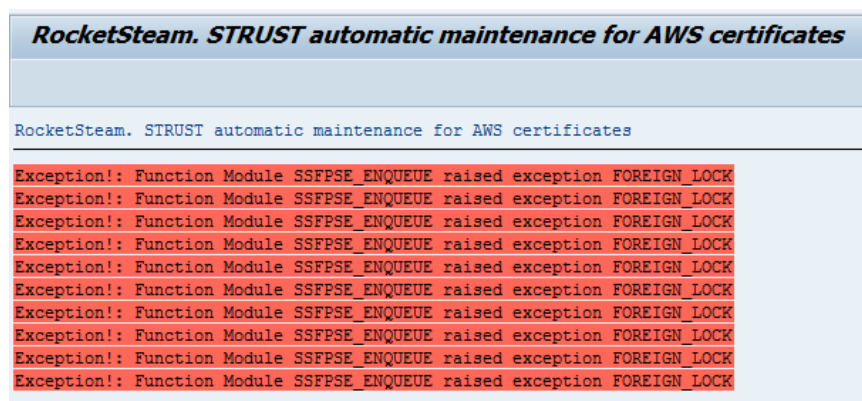 RocketSteam. STRUST automatic maintenance for AWS certificates
RocketSteam. STRUST automatic maintenance for AWS certificates
Exception!: Function Module SSFPSE_ENQUEUE raised exception FOREIGN_LOCK
Exception!: Function Module SSFPSE_ENQUEUE raised exception FOREIGN_LOCK
Exception!: Function Module SSFPSE_ENQUEUE raised exception FOREIGN_LOCK
Exception!: Function Module SSFPSE_ENQUEUE raised exception FOREIGN_LOCK
Exception!: Function Module SSFPSE_ENQUEUE raised exception FOREIGN_LOCK
Exception!: Function Module SSFPSE_ENQUEUE raised exception FOREIGN_LOCK
Exception!: Function Module SSFPSE_ENQUEUE raised exception FOREIGN_LOCK
Exception!: Function Module SSFPSE_ENQUEUE raised exception FOREIGN_LOCK
Exception!: Function Module SSFPSE_ENQUEUE raised exception FOREIGN_LOCK
Exception!: Function Module SSFPSE_ENQUEUE raised exception FOREIGN_LOCK